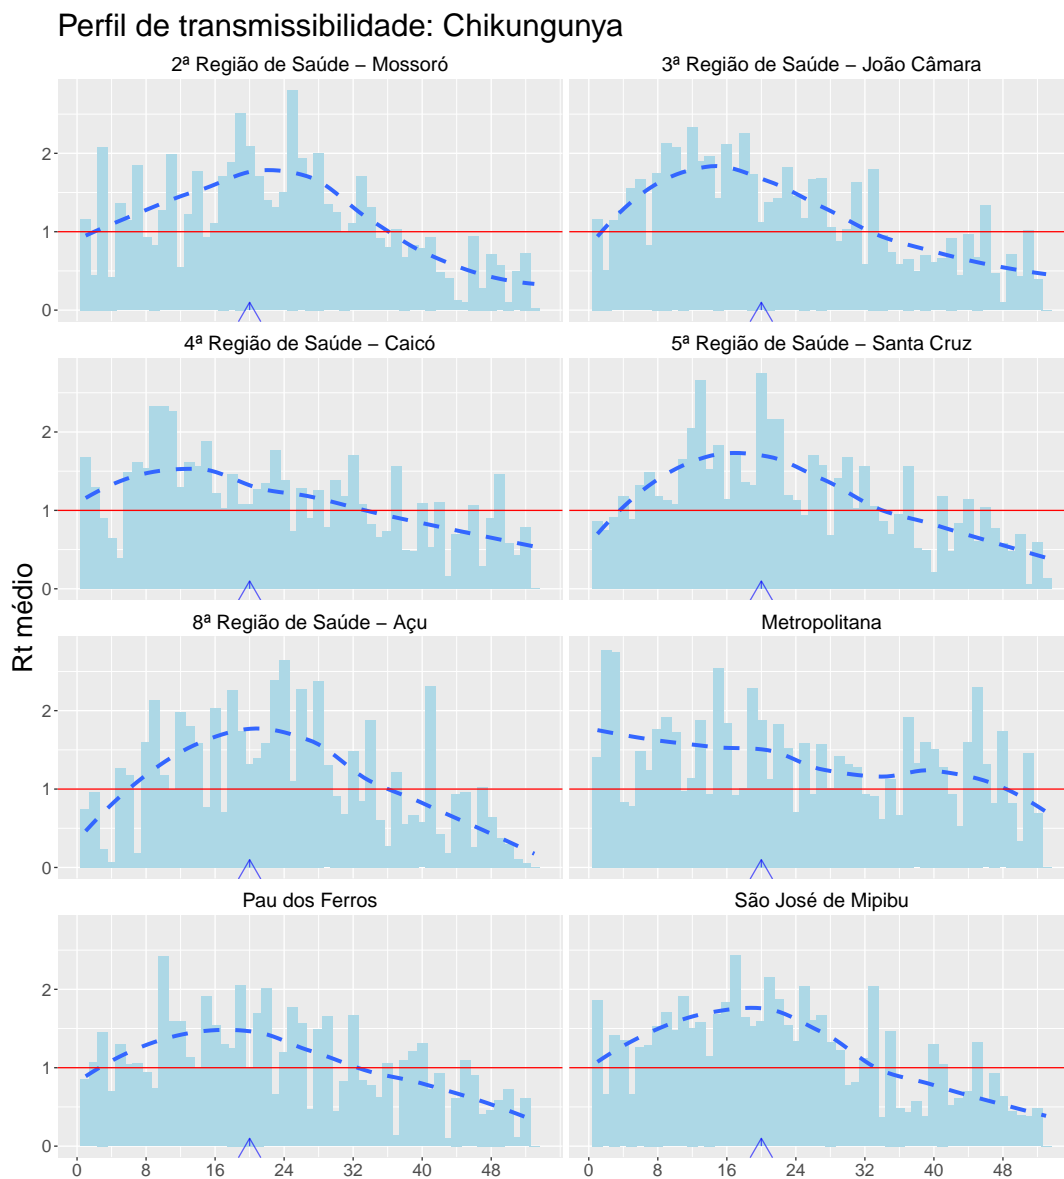 Perfil de transmissibilidade: Chikungunya
2ª Região de Saúde – Mossoró
3ª Região de Saúde – João Câmara
2
1
0
4ª Região de Saúde – Caicó
5ª Região de Saúde – Santa Cruz
2
1
0
Rt médio
8ª Região de Saúde – Açu
Metropolitana
2
1
0
Pau dos Ferros
São José de Mipibu
2
1
0
0 8 16 24 32 40 48
0 8 16 24 32 40 48